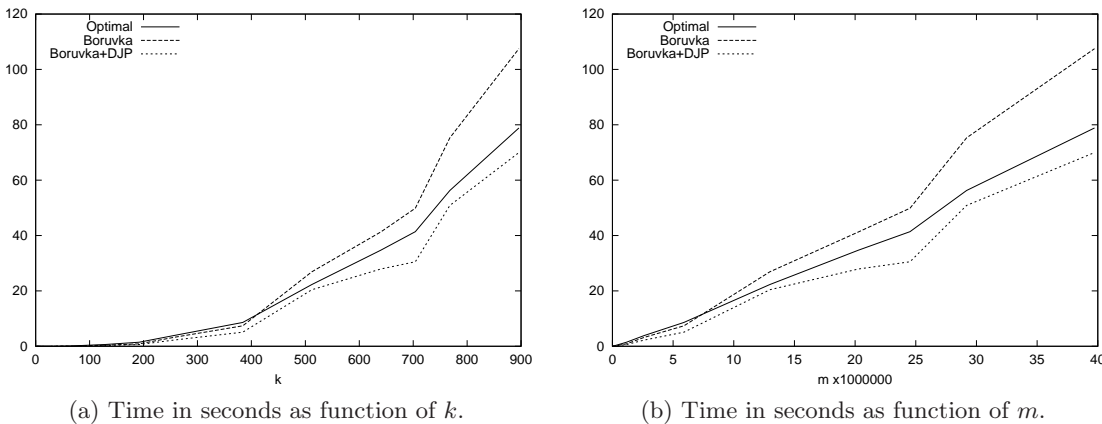 120
100
80
60
40
20
0
Optimal
Boruvka
Boruvka+DJP
0 100 200 300 400 500 600 700 800 900
k
(a) Time in seconds as function of k.
120
100
80
60
40
20
0
Optimal
Boruvka
Boruvka+DJP
0 5 10 15 20 25 30 35 40
m x1000000
(b) Time in seconds as function of m.